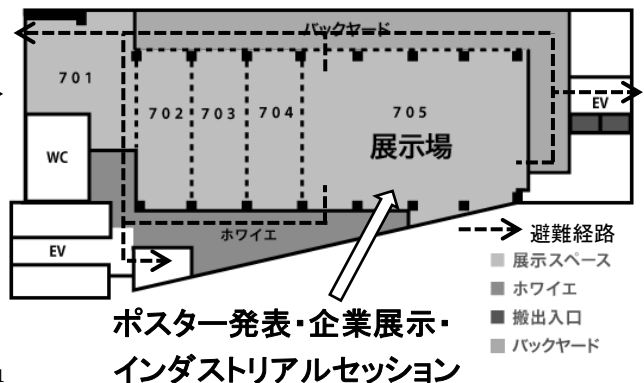 バックヤード
701
702
703
704
705
展示場
EV
WC
ホワイエ
EV
避難経路
展示スペース
ホワイエ
搬出入口
バックヤード
ポスター発表・企業展示・
インダストリアルセッション